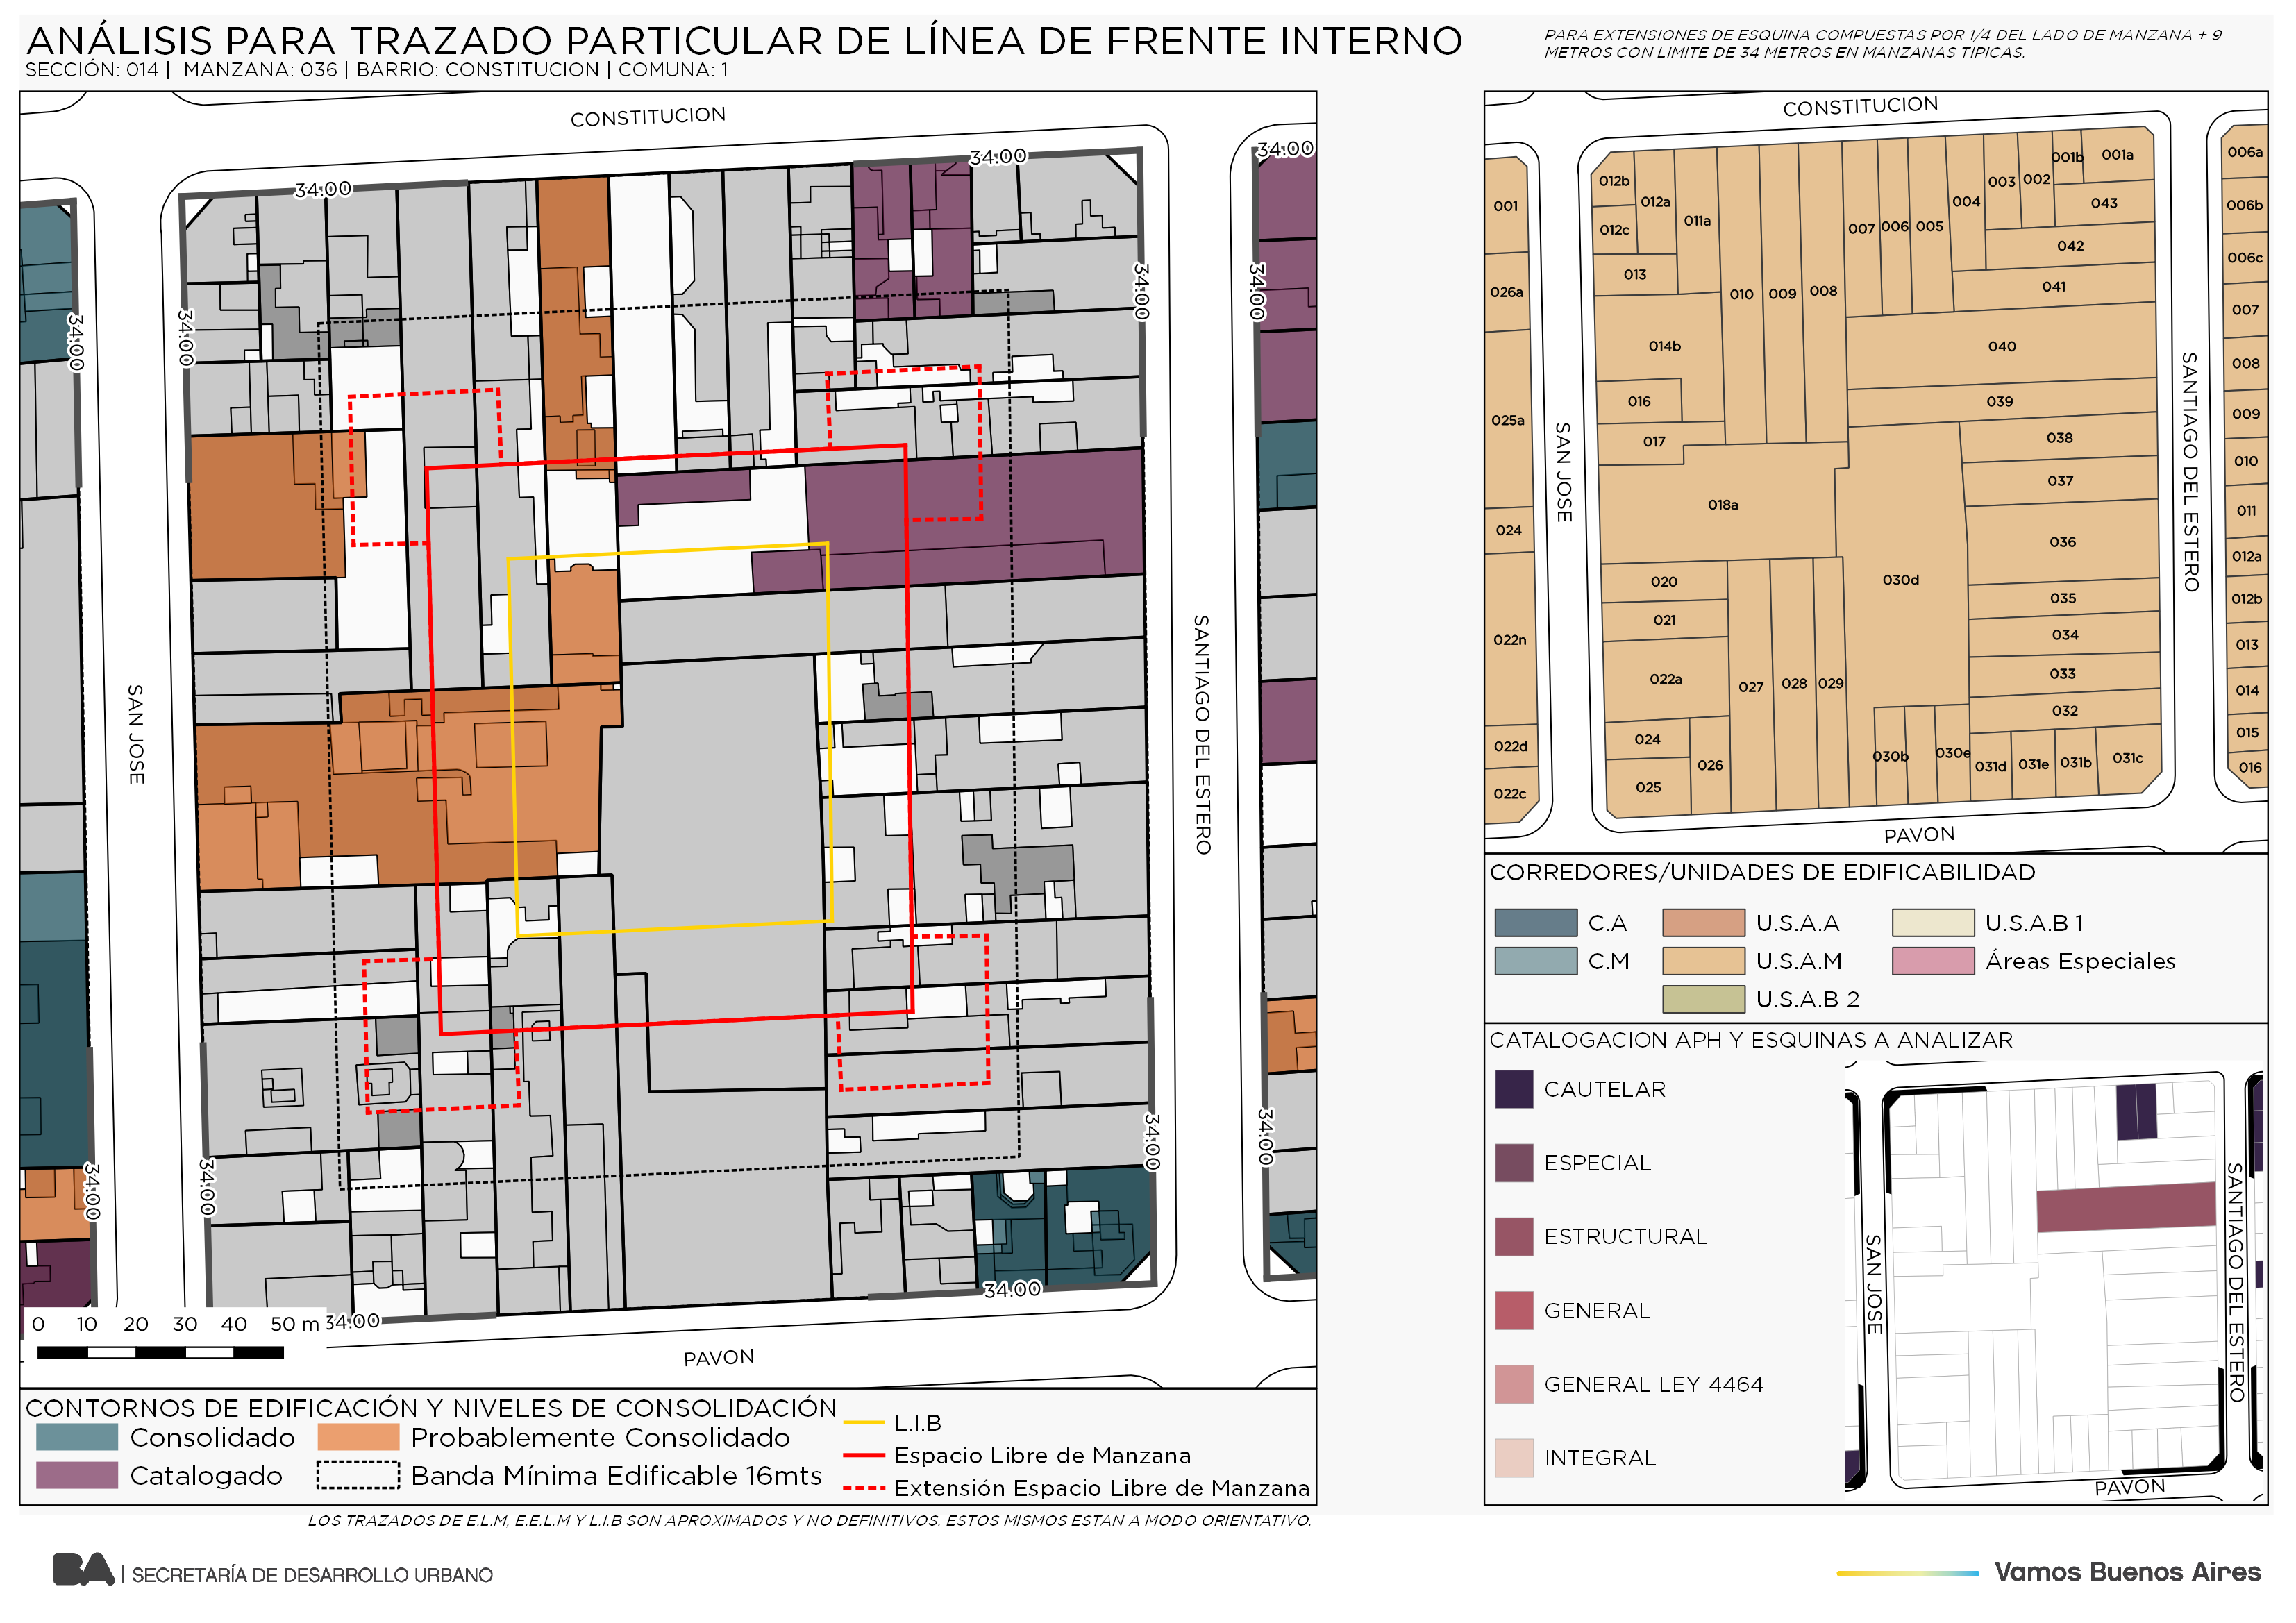 ANÁLISIS PARA TRAZADO PARTICULAR DE LÍNEA DE FRENTE INTERNO
SECCIÓN: 014 | MANZANA: 036 | BARRIO: CONSTITUCION | COMUNA: 1
PARA EXTENSIONES DE ESQUINA COMPUESTAS POR 1/4 DEL LADO DE MANZANA + 9
METROS CON LIMITE DE 34 METROS EN MANZANAS TIPICAS.
CONSTITUCION
34.00
34.00
34.00
34.00
34.00
34.00
34.00
SAN JOSE
SANTIAGO DEL ESTERO
34.00
34.00
34.00
34.00
34.00
34.00
0 10 20 30 40 50 m
PAVON
CONTORNOS DE EDIFICACIÓN Y NIVELES DE CONSOLIDACIÓN
Consolidado
Probablemente Consolidado
Catalogado
Banda Mínima Edificable 16mts
L.I.B
Espacio Libre de Manzana
Extensión Espacio Libre de Manzana
LOS TRAZADOS DE E.L.M, E.E.L.M Y L.I.B SON APROXIMADOS Y NO DEFINITIVOS. ESTOS MISMOS ESTAN A MODO ORIENTATIVO.
CONSTITUCION
001
026a
025a
024
022n
022d
022c
SAN JOSE
012b
012a
011a
012c
013
014b
016
017
018a
010
009
008
007
006
005
004
003
002
001b
001a
043
042
041
040
039
038
037
036
035
034
033
032
030d
020
021
022a
024
025
026
027
028
029
030b
030e
031d
031e
031b
031c
SANTIAGO DEL ESTERO
006a
006b
006c
007
008
009
010
011
012a
012b
013
014
015
016
PAVON
CORREDORES/UNIDADES DE EDIFICABILIDAD
C.A
U.S.A.A
U.S.A.B 1
C.M
U.S.A.M
Áreas Especiales
U.S.A.B 2
CATALOGACION APH Y ESQUINAS A ANALIZAR
CAUTELAR
ESPECIAL
ESTRUCTURAL
GENERAL
GENERAL LEY 4464
INTEGRAL
SAN JOSE
SANTIAGO DEL ESTERO
PAVON
BA | SECRETARÍA DE DESARROLLO URBANO
Vamos Buenos Aires